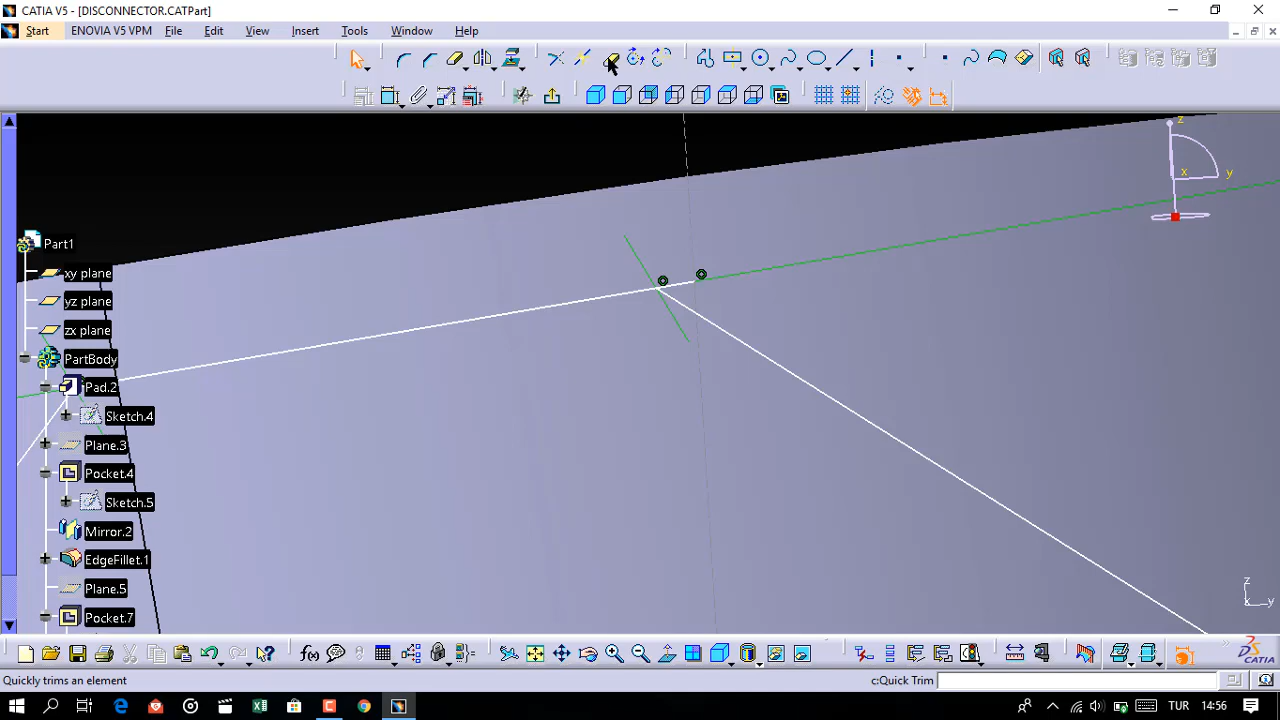 CATIA V5 - [DISCONNECTOR.CATPart]
Start ENOVIA V5 VPM File Edit View Insert Tools Window Help
z
x y
Part1
xy plane
yz plane
zx plane
PartBody
Pad.2
Sketch.4
Plane.3
Pocket.4
Sketch.5
Mirror.2
EdgeFillet.1
Plane.5
Pocket.7
z
x y
f(x)
DS CATIA
Quickly trims an element c:Quick Trim
TUR 14:56